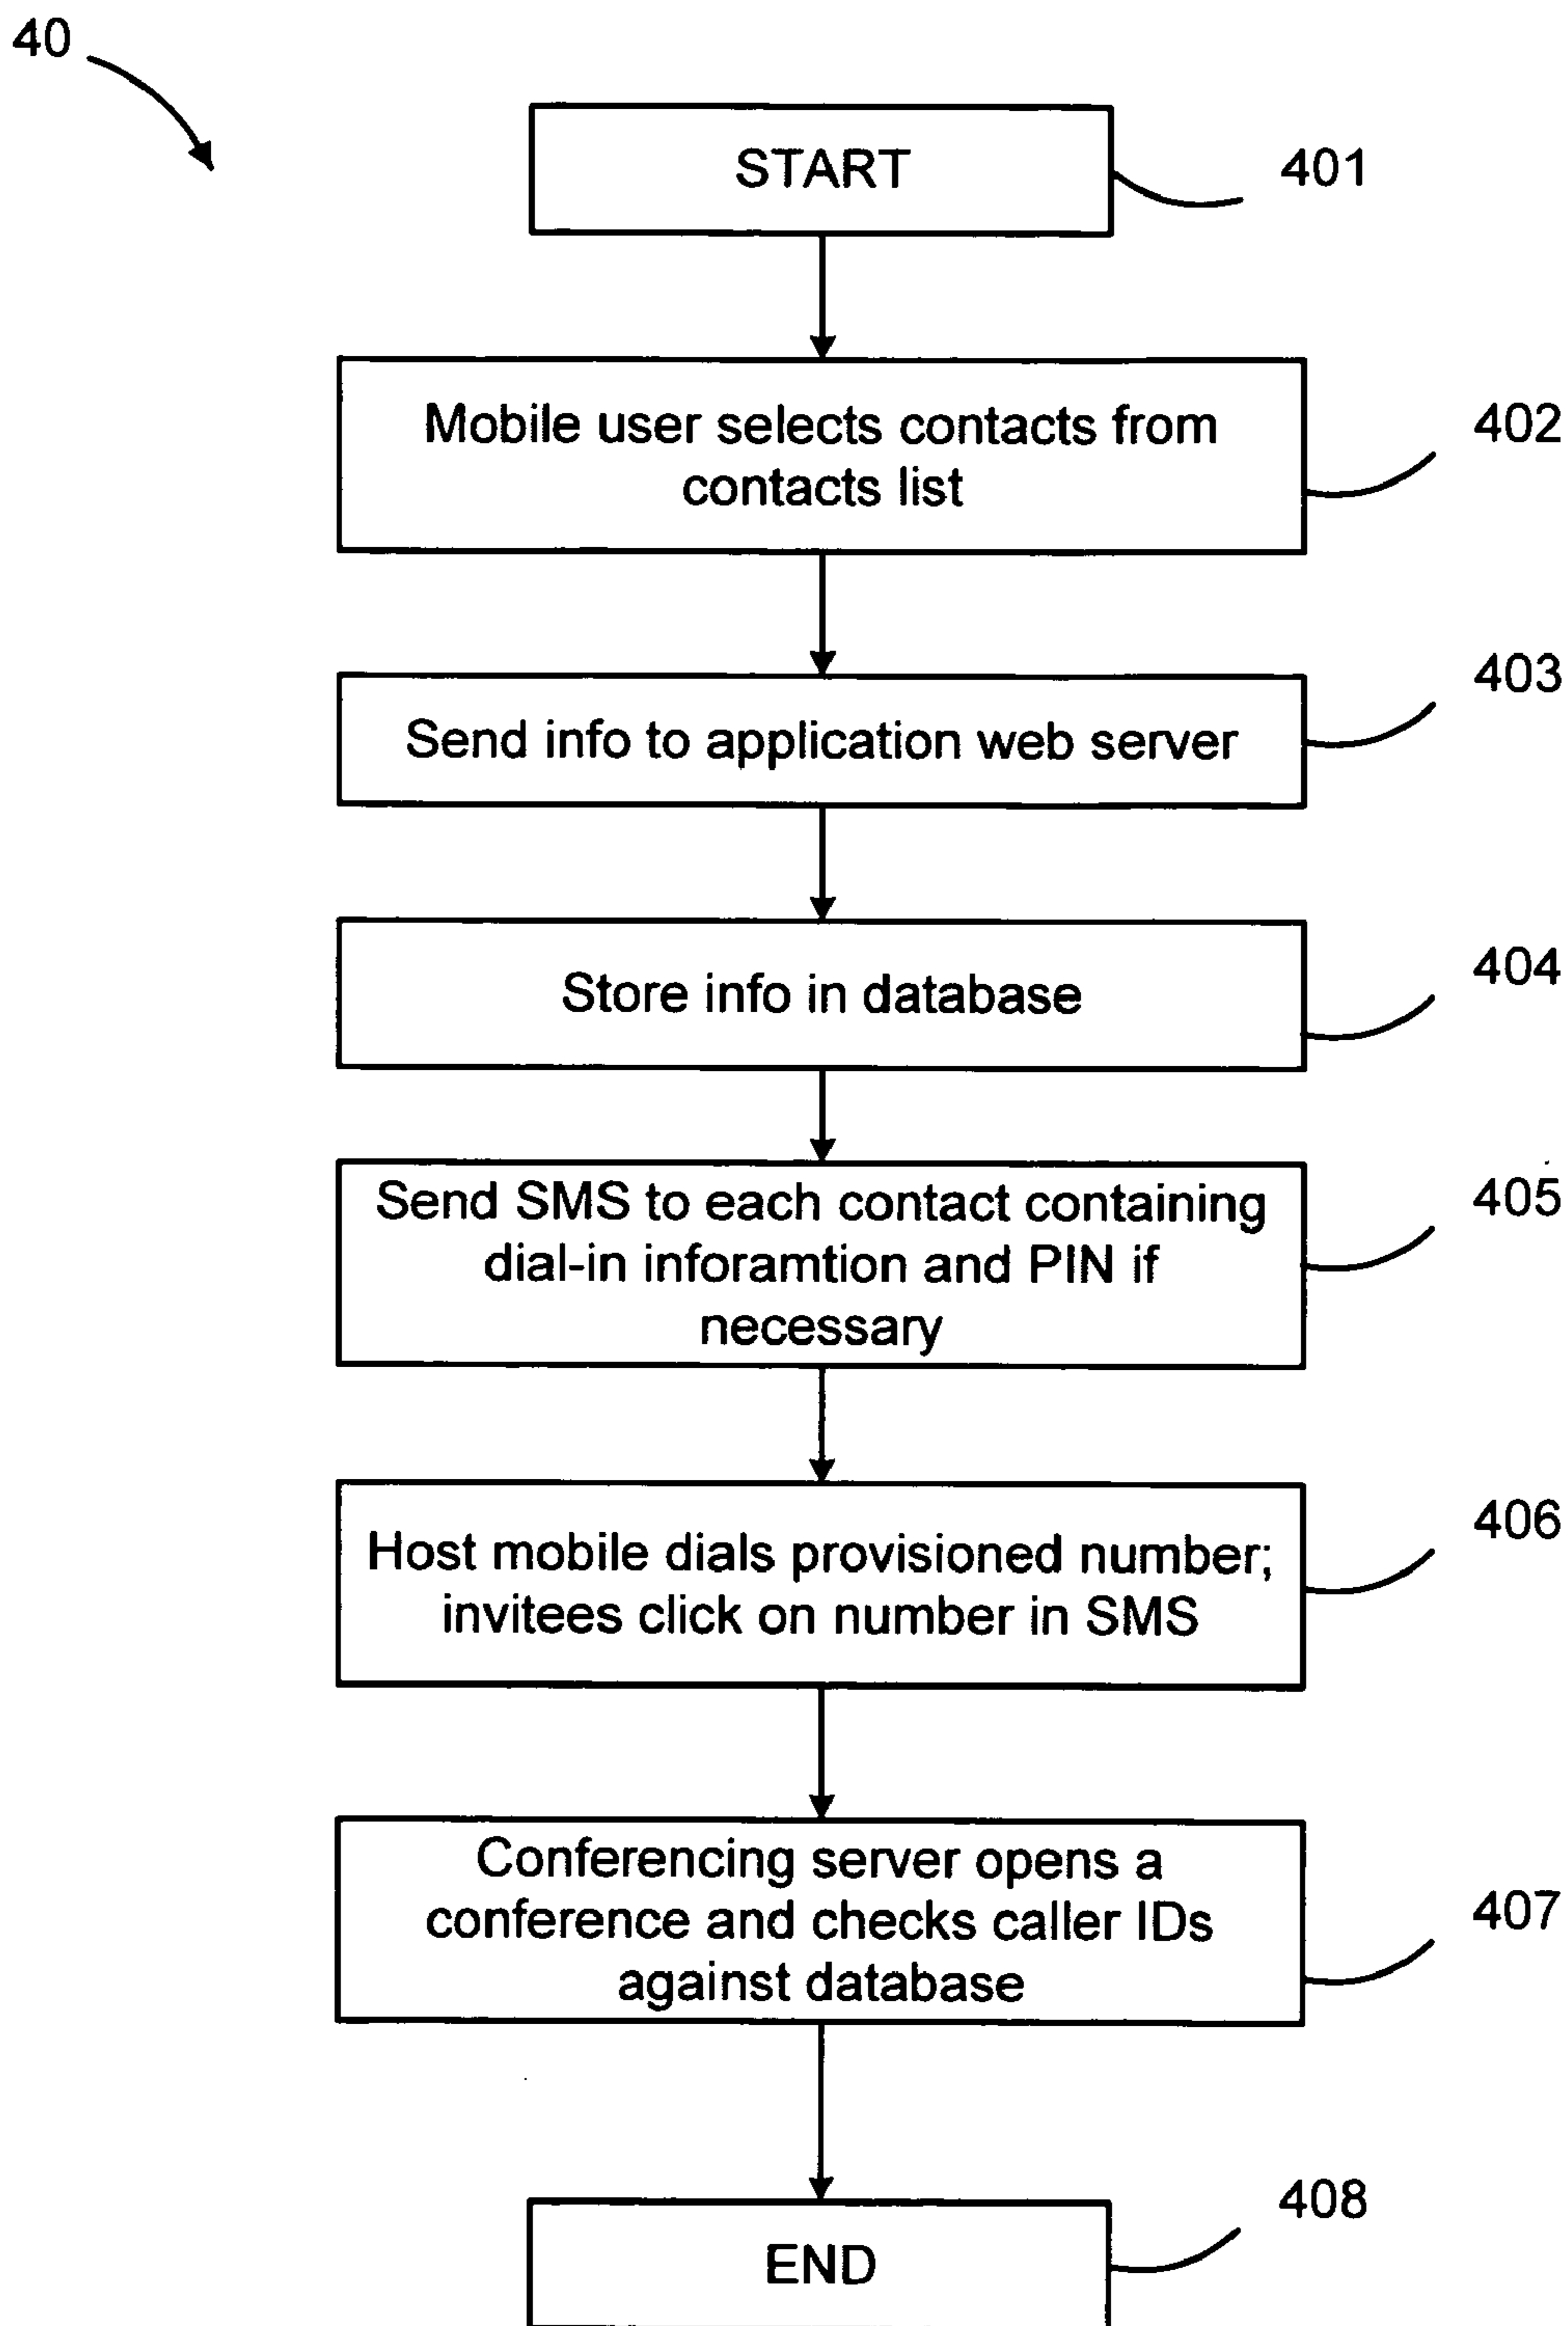 40
START
401
Mobile user selects contacts from
contacts list
402
Send info to application web server
403
Store info in database
404
Send SMS to each contact containing
dial-in inforamtion and PIN if
necessary
405
Host mobile dials provisioned number;
invitees click on number in SMS
406
Conferencing server opens a
conference and checks caller IDs
against database
407
END
408